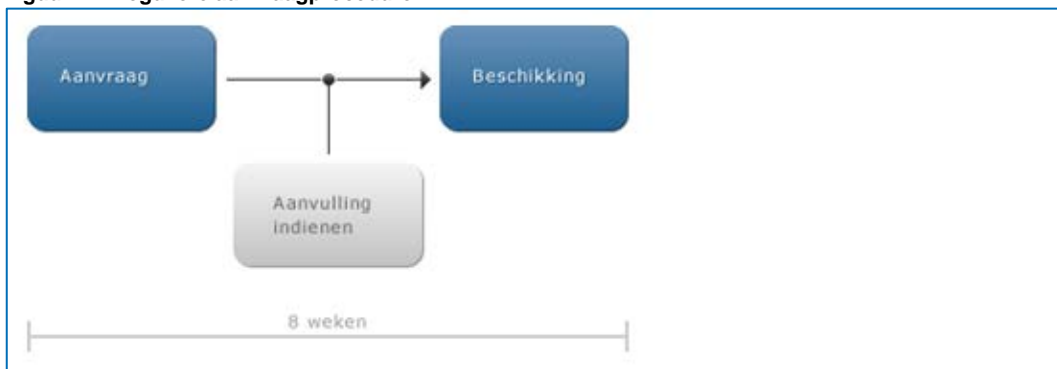 Aanvraag
Beschikking
Aanvulling
indienen
8 weken